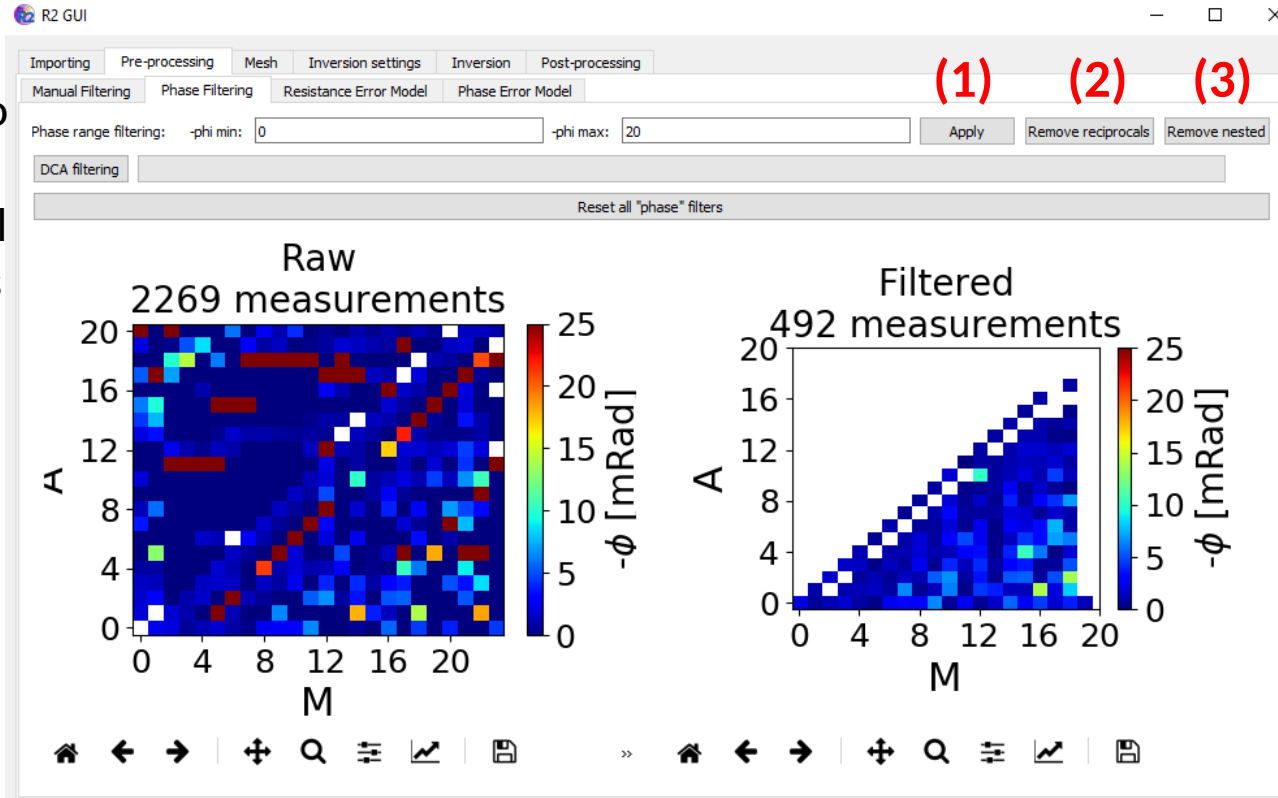 R2 GUI
Importing Pre-processing Mesh Inversion settings Inversion Post-processing
(1) (2) (3)
Manual Filtering Phase Filtering Resistance Error Model Phase Error Model
Phase range filtering: -phi min: 0 -phi max: 20 Apply Remove reciprocals Remove nested
DCA filtering
Reset all "phase" filters
Raw
2269 measurements
20
16
12
8
4
0
A
0 4 8 12 16 20
M
25
20
15
10
5
0
-ϕ [mRad]
Filtered
492 measurements
20
16
12
8
4
0
A
0 4 8 12 16 20
M
25
20
15
10
5
0
-ϕ [mRad]
»